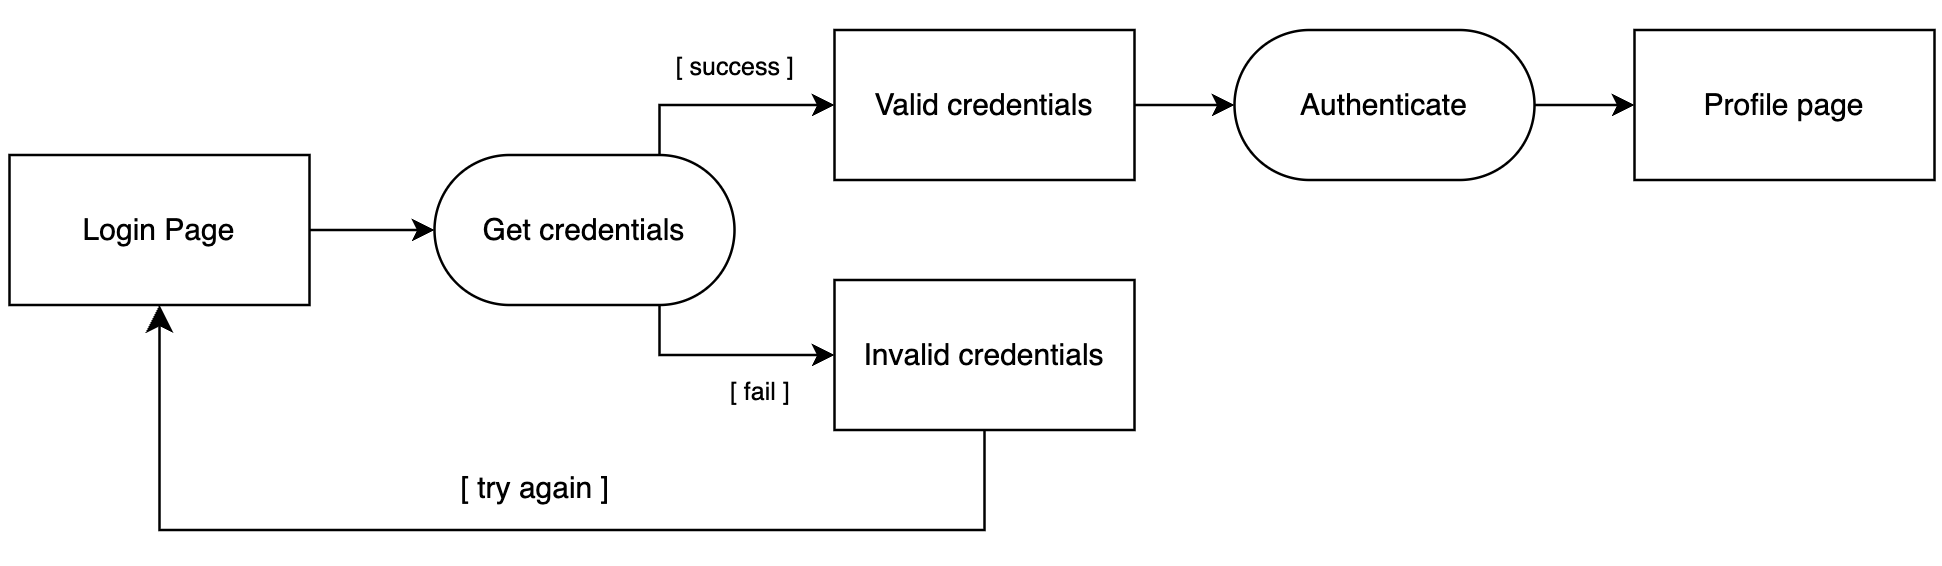 [ success ]
Valid credentials
Authenticate
Profile page
Login Page
Get credentials
Invalid credentials
[ fail ]
[ try again ]